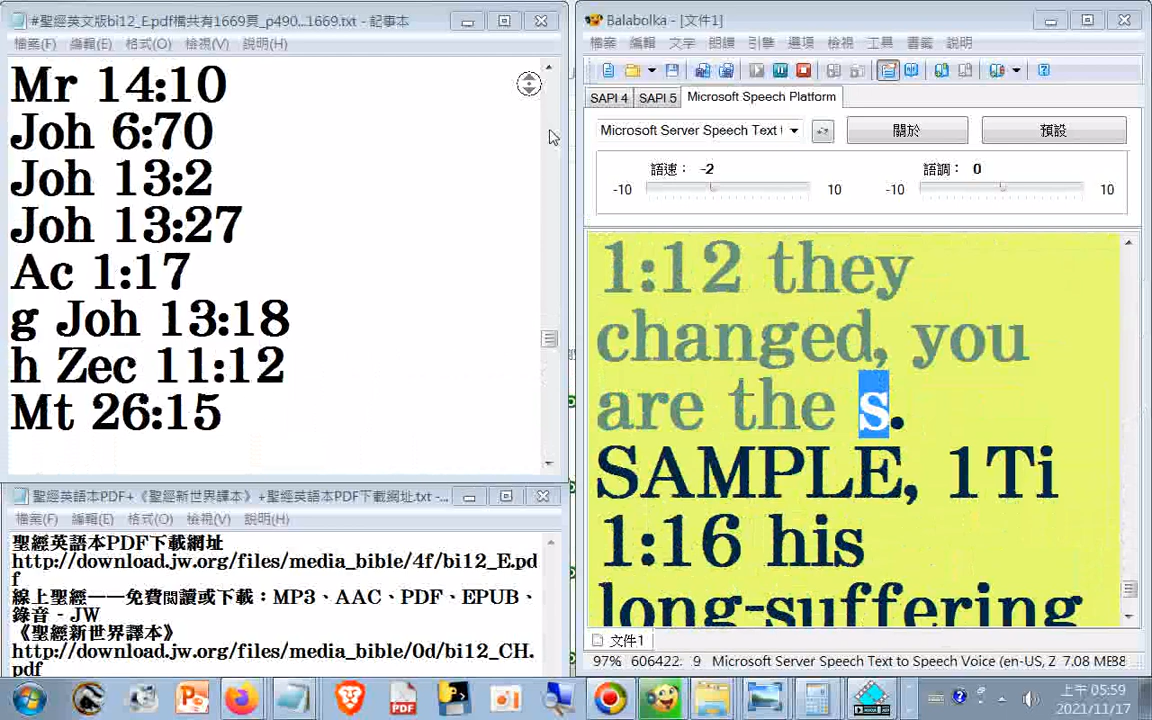 #聖經英文版bi12_E.pdf檔共有1669頁_p490...1669.txt - 記事本
檔案(F) 編輯(E) 格式(O) 檢視(V) 說明(H)
Mr 14:10
Joh 6:70
Joh 13:2
Joh 13:27
Ac 1:17
g Joh 13:18
h Zec 11:12
Mt 26:15
聖經英語本PDF+《聖經新世界譯本》+聖經英語本PDF下載網址.txt - ...
檔案(F) 編輯(E) 格式(O) 檢視(V) 說明(H)
聖經英語本PDF下載網址
http://download.jw.org/files/media_bible/4f/bi12_E.pd
f
線上聖經——免費閱讀或下載：MP3、AAC、PDF、EPUB、
錄音 - JW
《聖經新世界譯本》
http://download.jw.org/files/media_bible/0d/bi12_CH.
pdf
Balabolka - [文件1]
檔案 編輯 文字 朗讀 引擎 選項 檢視 工具 書籤 說明
SAPI 4 SAPI 5 Microsoft Speech Platform
Microsoft Server Speech Text 關於 預設
語速： -2 語調： 0
-10 10 -10 10
1:12 they
changed, you
are the s.
SAMPLE, 1Ti
1:16 his
long-suffering
文件1
97% 606422: 9 Microsoft Server Speech Text to Speech Voice (en-US, Z 7.08 MB
PDF
上午 05:59
2021/11/17